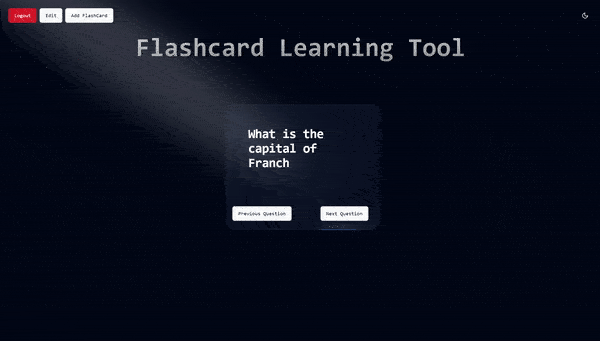 Logout Edit Add FlashCard
Flashcard Learning Tool
What is the
capital of
Franch
Previous Question Next Question